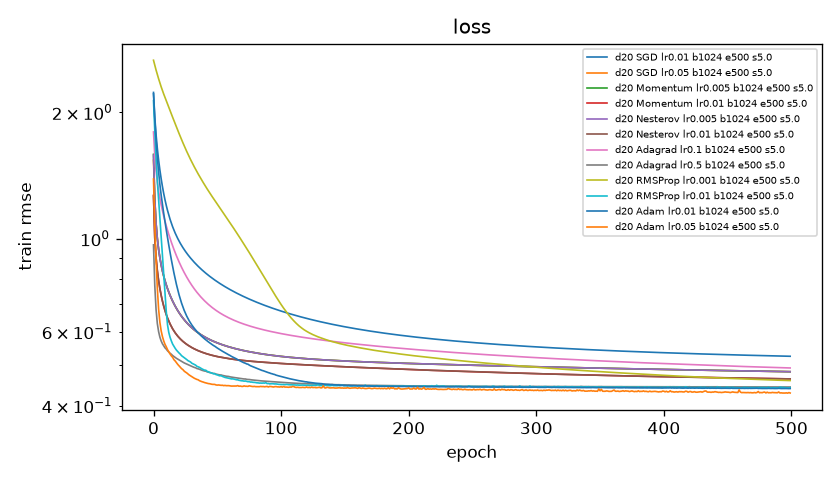 loss
train rmse
2 × 10⁰
10⁰
6 × 10⁻¹
4 × 10⁻¹
d20 SGD lr0.01 b1024 e500 s5.0
d20 SGD lr0.05 b1024 e500 s5.0
d20 Momentum lr0.005 b1024 e500 s5.0
d20 Momentum lr0.01 b1024 e500 s5.0
d20 Nesterov lr0.005 b1024 e500 s5.0
d20 Nesterov lr0.01 b1024 e500 s5.0
d20 Adagrad lr0.1 b1024 e500 s5.0
d20 Adagrad lr0.5 b1024 e500 s5.0
d20 RMSProp lr0.001 b1024 e500 s5.0
d20 RMSProp lr0.01 b1024 e500 s5.0
d20 Adam lr0.01 b1024 e500 s5.0
d20 Adam lr0.05 b1024 e500 s5.0
0 100 200 300 400 500
epoch